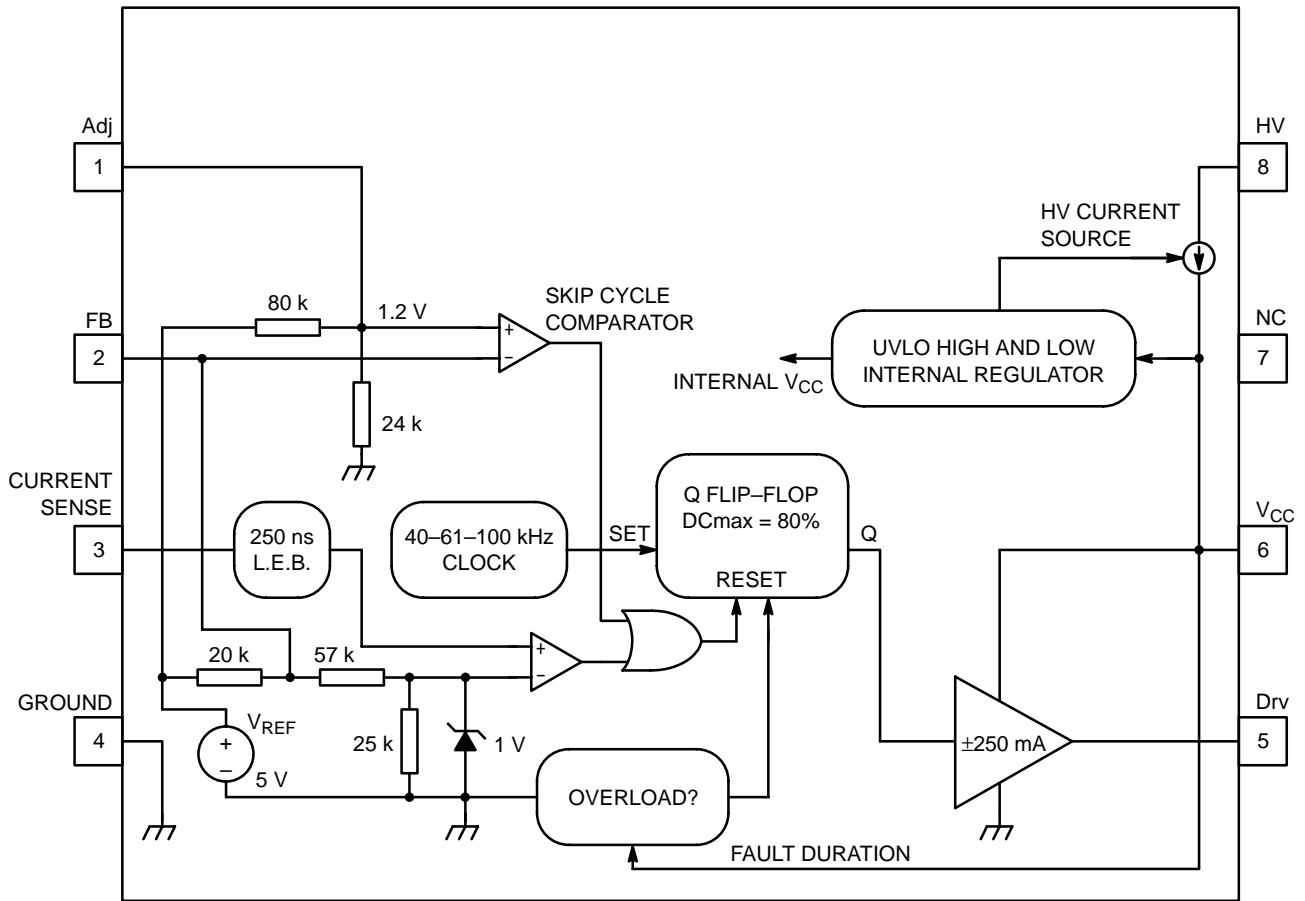 Adj
1
HV
8
HV CURRENT
SOURCE
80 k
1.2 V
SKIP CYCLE
COMPARATOR
+
−
FB
2
NC
7
UVLO HIGH AND LOW
INTERNAL REGULATOR
INTERNAL VCC
24 k
CURRENT
SENSE
3
250 ns
L.E.B.
40–61–100 kHz
CLOCK
SET
Q FLIP–FLOP
DCmax = 80%
RESET
Q
VCC
6
20 k
57 k
+
−
GROUND
4
VREF
+
−
5 V
25 k
1 V
OVERLOAD?
±250 mA
Drv
5
FAULT DURATION